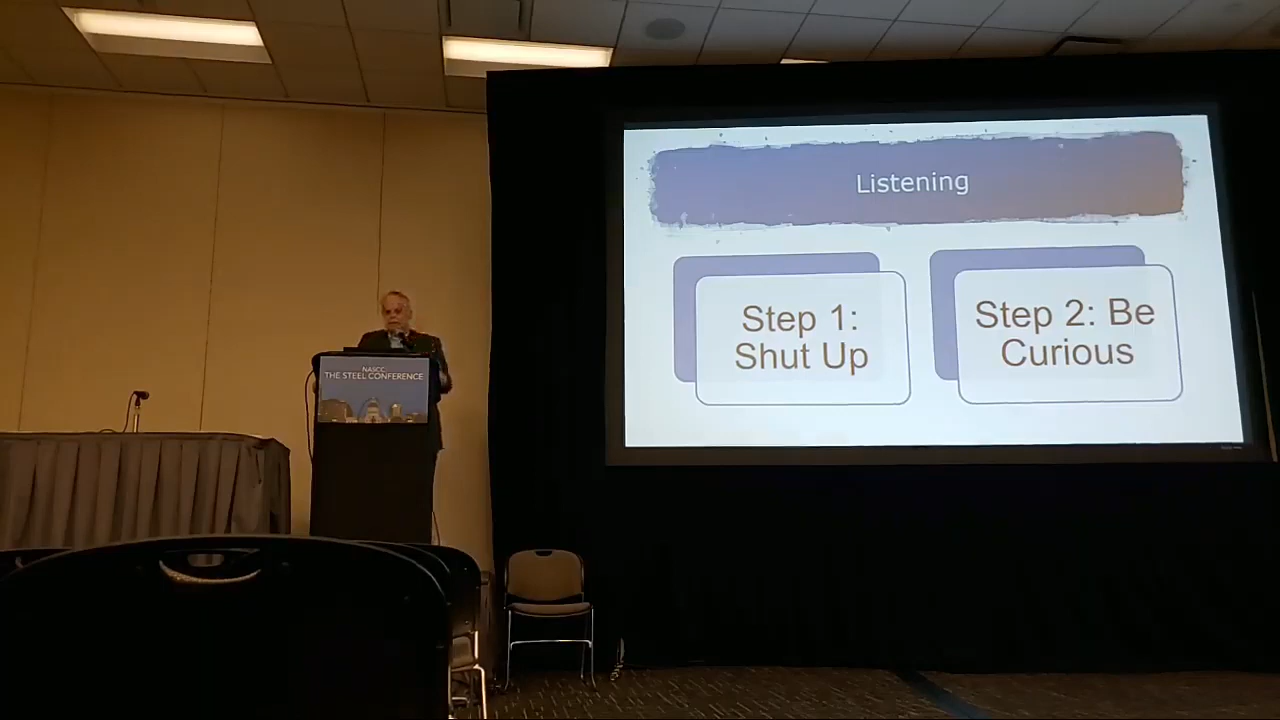 Listening
Step 1:
Shut Up
Step 2: Be
Curious
NASCC:
THE STEEL CONFERENCE